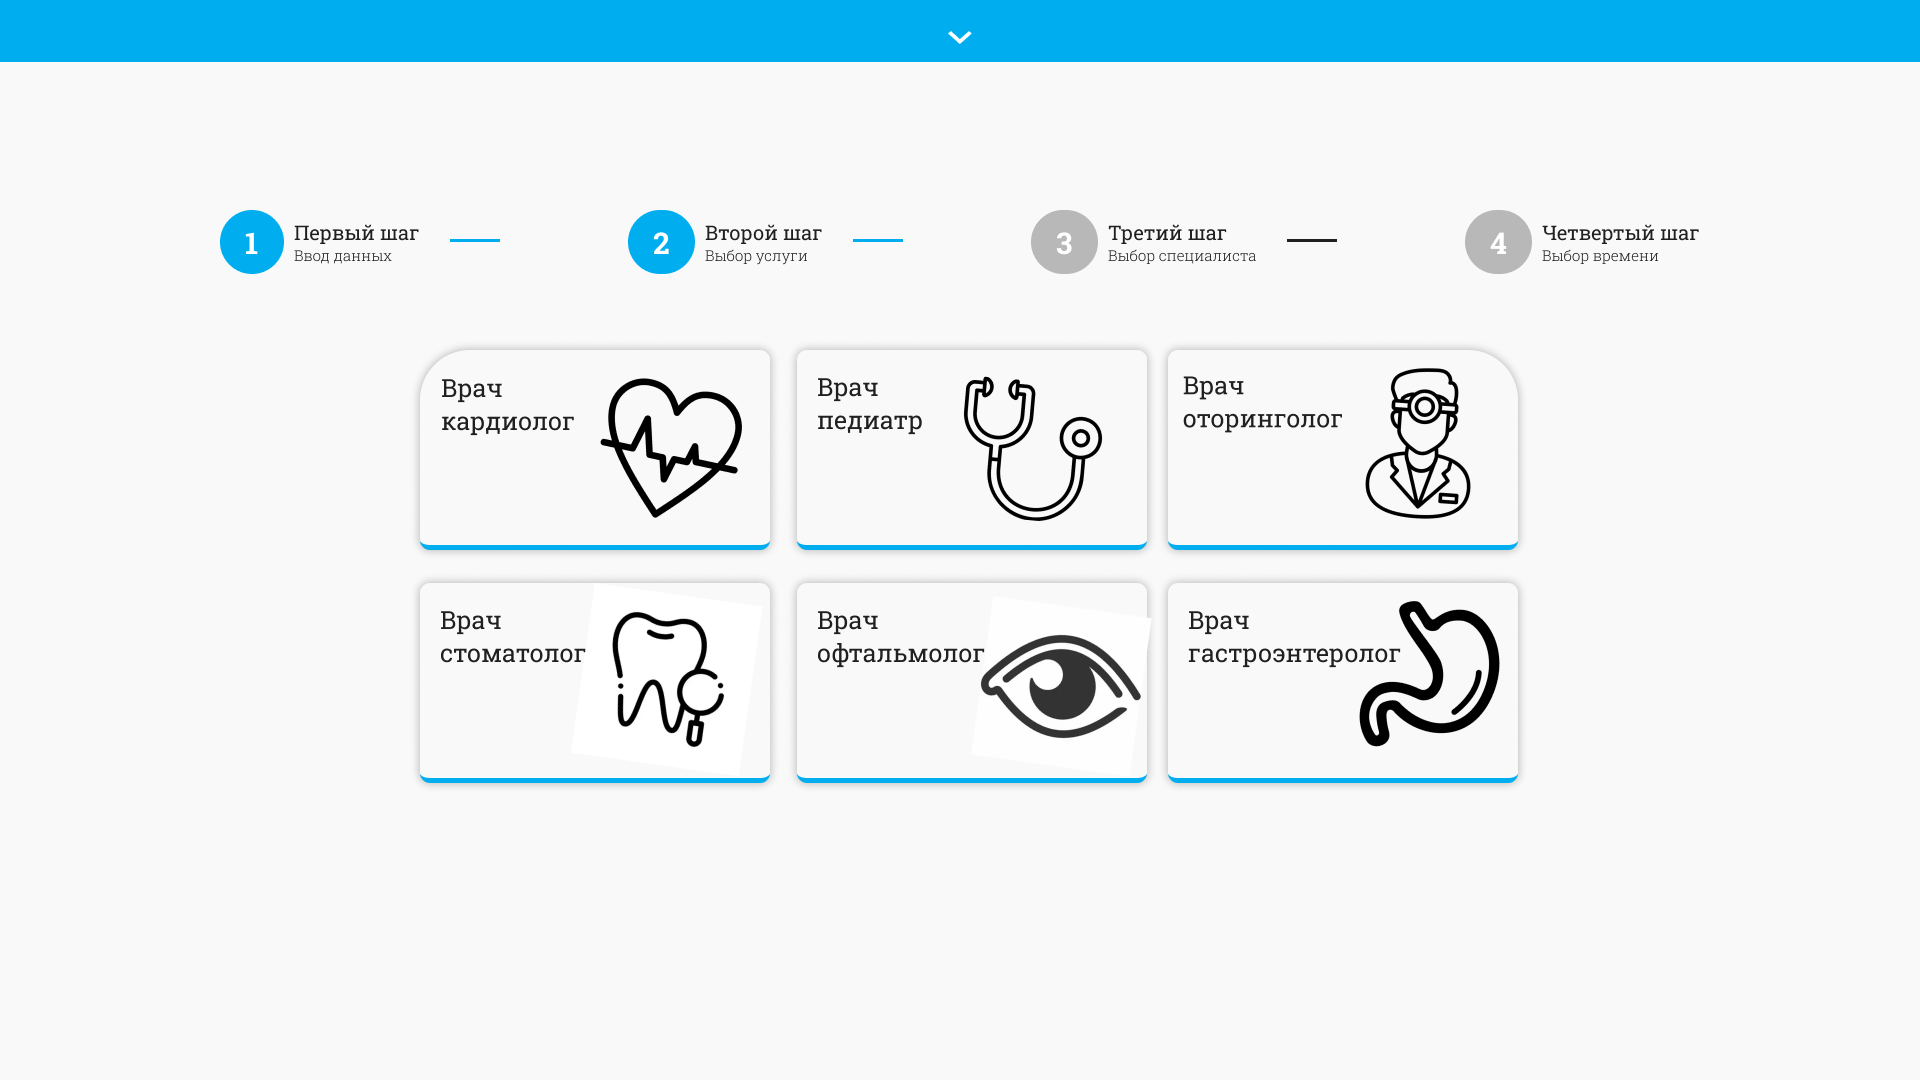 1
Первый шаг
Ввод данных
2
Второй шаг
Выбор услуги
3
Третий шаг
Выбор специалиста
4
Четвертый шаг
Выбор времени
Врач
кардиолог
Врач
педиатр
Врач
оторинголог
Врач
стоматолог
Врач
офтальмолог
Врач
гастроэнтеролог